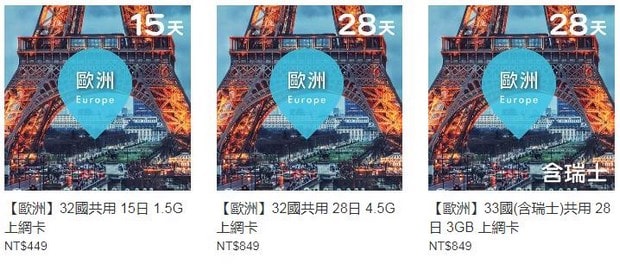 15天
歐洲
Europe
【歐洲】32國共用 15日 1.5G
上網卡
NT$449
28天
歐洲
Europe
【歐洲】32國共用 28日 4.5G
上網卡
NT$849
28天
歐洲
Europe
含瑞士
【歐洲】33國(含瑞士)共用 28
日 3GB 上網卡
NT$849